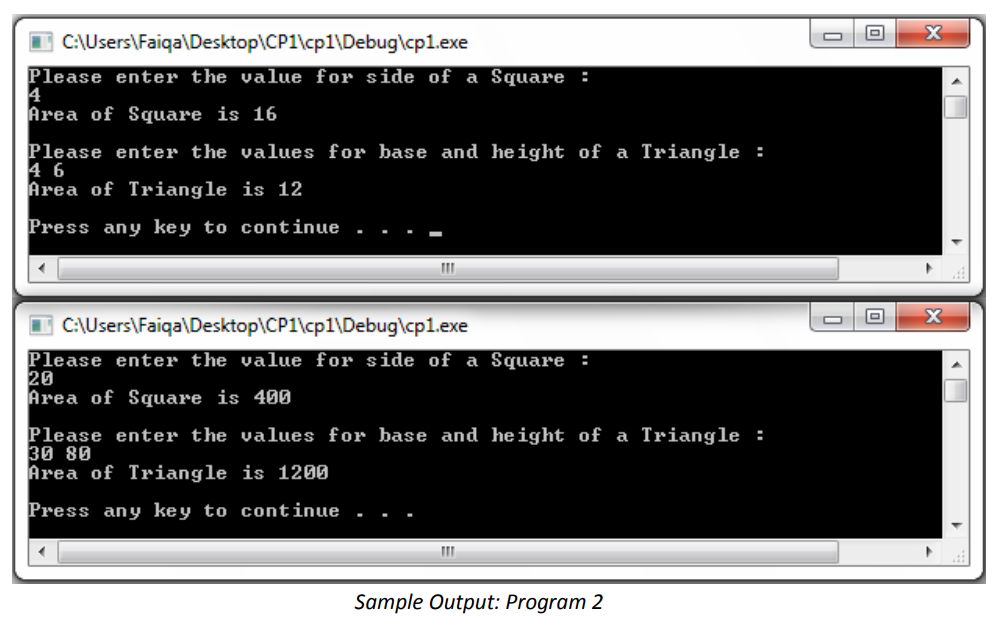 C:\Users\Faiqa\Desktop\CP1\cp1\Debug\cp1.exe
Please enter the value for side of a Square :
4
Area of Square is 16
Please enter the values for base and height of a Triangle :
4 6
Area of Triangle is 12
Press any key to continue . . . _
C:\Users\Faiqa\Desktop\CP1\cp1\Debug\cp1.exe
Please enter the value for side of a Square :
20
Area of Square is 400
Please enter the values for base and height of a Triangle :
30 80
Area of Triangle is 1200
Press any key to continue . . .
Sample Output: Program 2